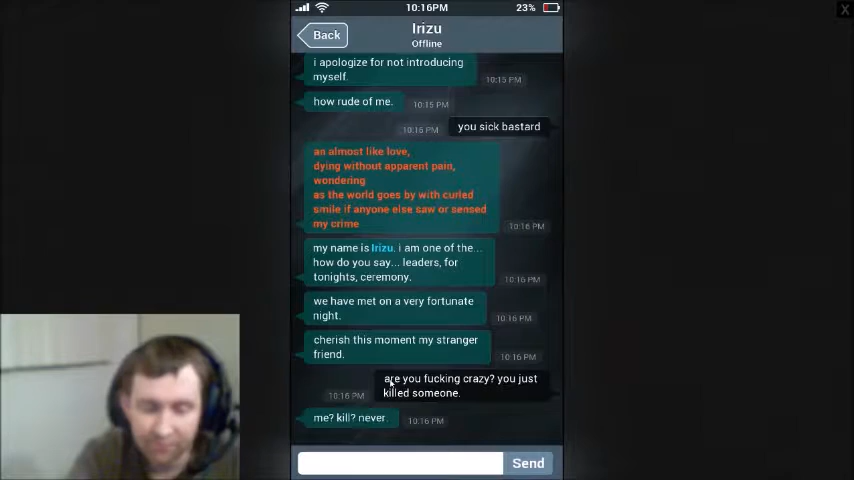 10:16PM
23%
X
Back
Irizu
Offline
i apologize for not introducing
myself.
10:15 PM
how rude of me.
10:15 PM
10:16 PM
you sick bastard
an almost like love,
dying without apparent pain,
wondering
as the world goes by with curled
smile if anyone else saw or sensed
my crime
10:16 PM
my name is Irizu. i am one of the...
how do you say... leaders, for
tonights, ceremony.
10:16 PM
we have met on a very fortunate
night.
10:16 PM
cherish this moment my stranger
friend.
10:16 PM
are you fucking crazy? you just
killed someone.
10:16 PM
me? kill? never.
10:16 PM
Send